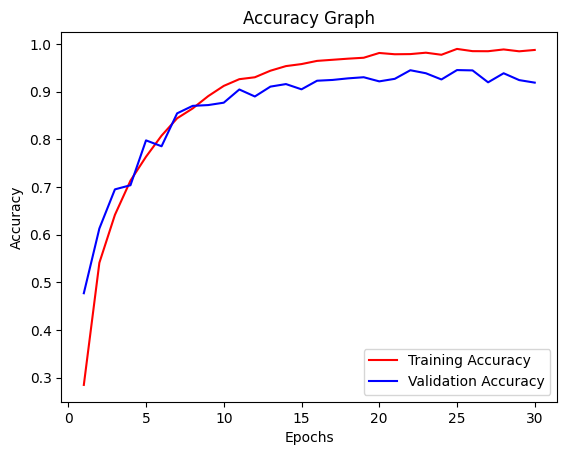 Accuracy Graph
1.0
0.9
0.8
0.7
0.6
0.5
0.4
0.3
Accuracy
Training Accuracy
Validation Accuracy
0 5 10 15 20 25 30
Epochs